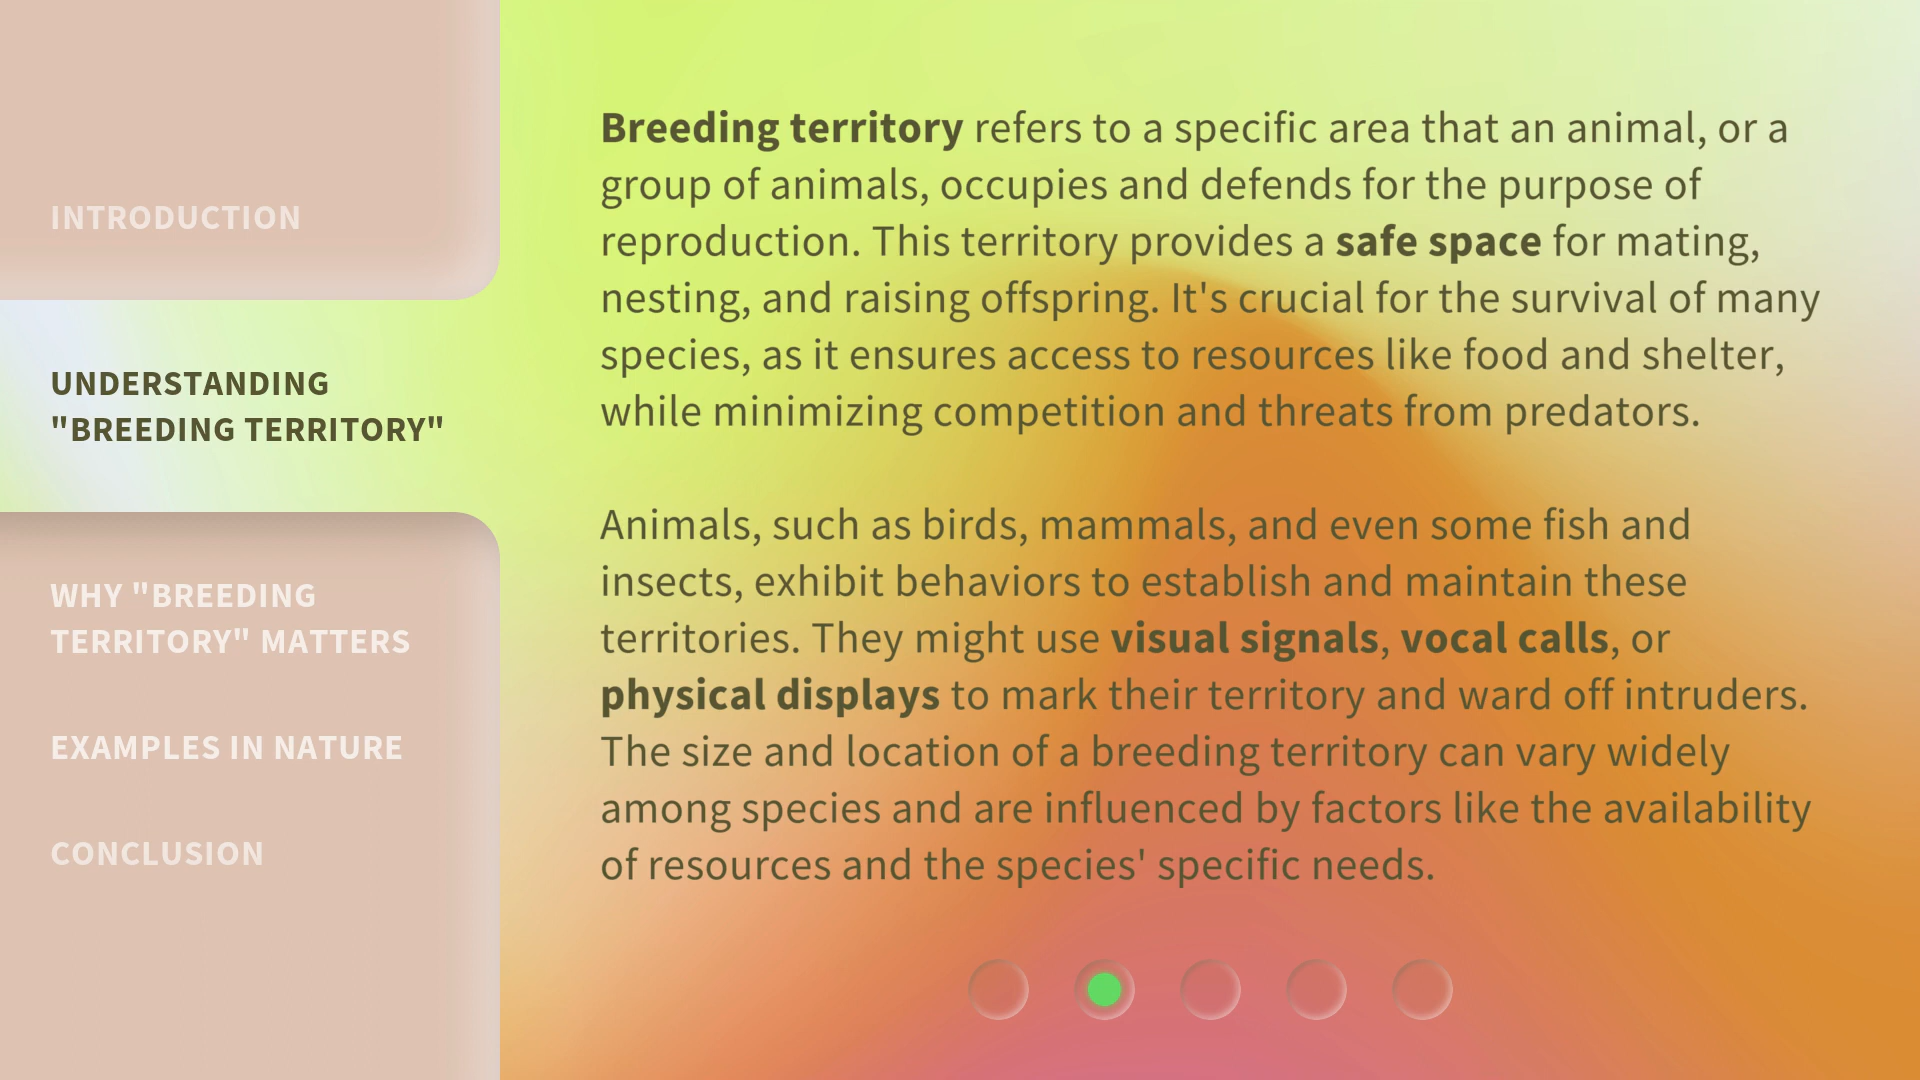 INTRODUCTION
UNDERSTANDING
"BREEDING TERRITORY"
WHY "BREEDING
TERRITORY" MATTERS
EXAMPLES IN NATURE
CONCLUSION
Breeding territory refers to a specific area that an animal, or a
group of animals, occupies and defends for the purpose of
reproduction. This territory provides a safe space for mating,
nesting, and raising offspring. It's crucial for the survival of many
species, as it ensures access to resources like food and shelter,
while minimizing competition and threats from predators.
Animals, such as birds, mammals, and even some fish and
insects, exhibit behaviors to establish and maintain these
territories. They might use visual signals, vocal calls, or
physical displays to mark their territory and ward off intruders.
The size and location of a breeding territory can vary widely
among species and are influenced by factors like the availability
of resources and the species' specific needs.